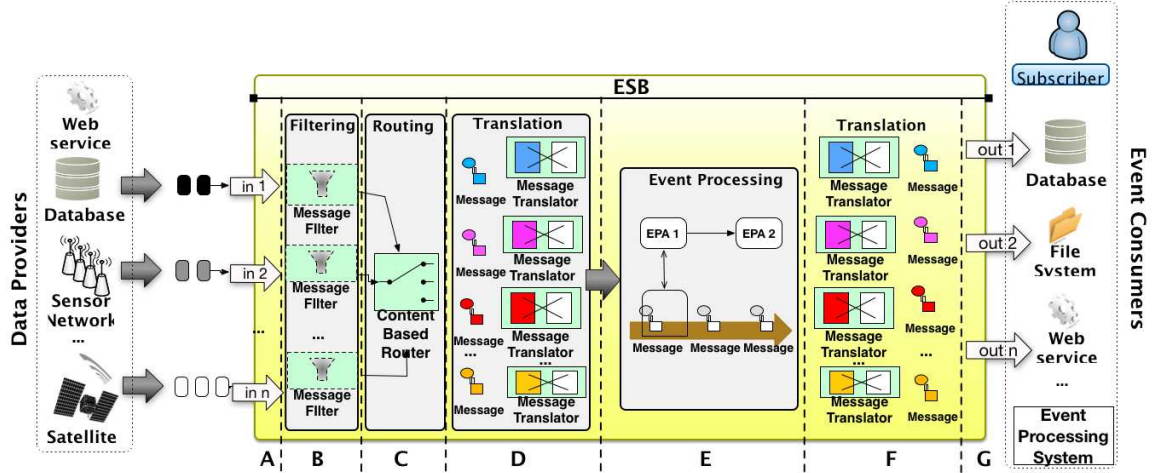 Data Providers
Web
service
Database
Sensor
Network
...
Satellite
in 1
in 2
...
in n
ESB
Filtering
Message
FIlter
Message
FIlter
...
Message
FIlter
Routing
Content
Based
Router
Translation
Message
Message
Translator
Message
Message
Translator
Message
Message
Translator
...
...
Message
Message
Translator
Event Processing
EPA 1
EPA 2
Message
Message
Message
Translation
Message
Translator
Message
Message
Translator
Message
Message
Translator
Message
...
...
Message
Translator
Message
out 1
out 2
out n
Subscriber
Database
File
System
Web
service
...
Event
Processing
System
Event Consumers
A
B
C
D
E
F
G